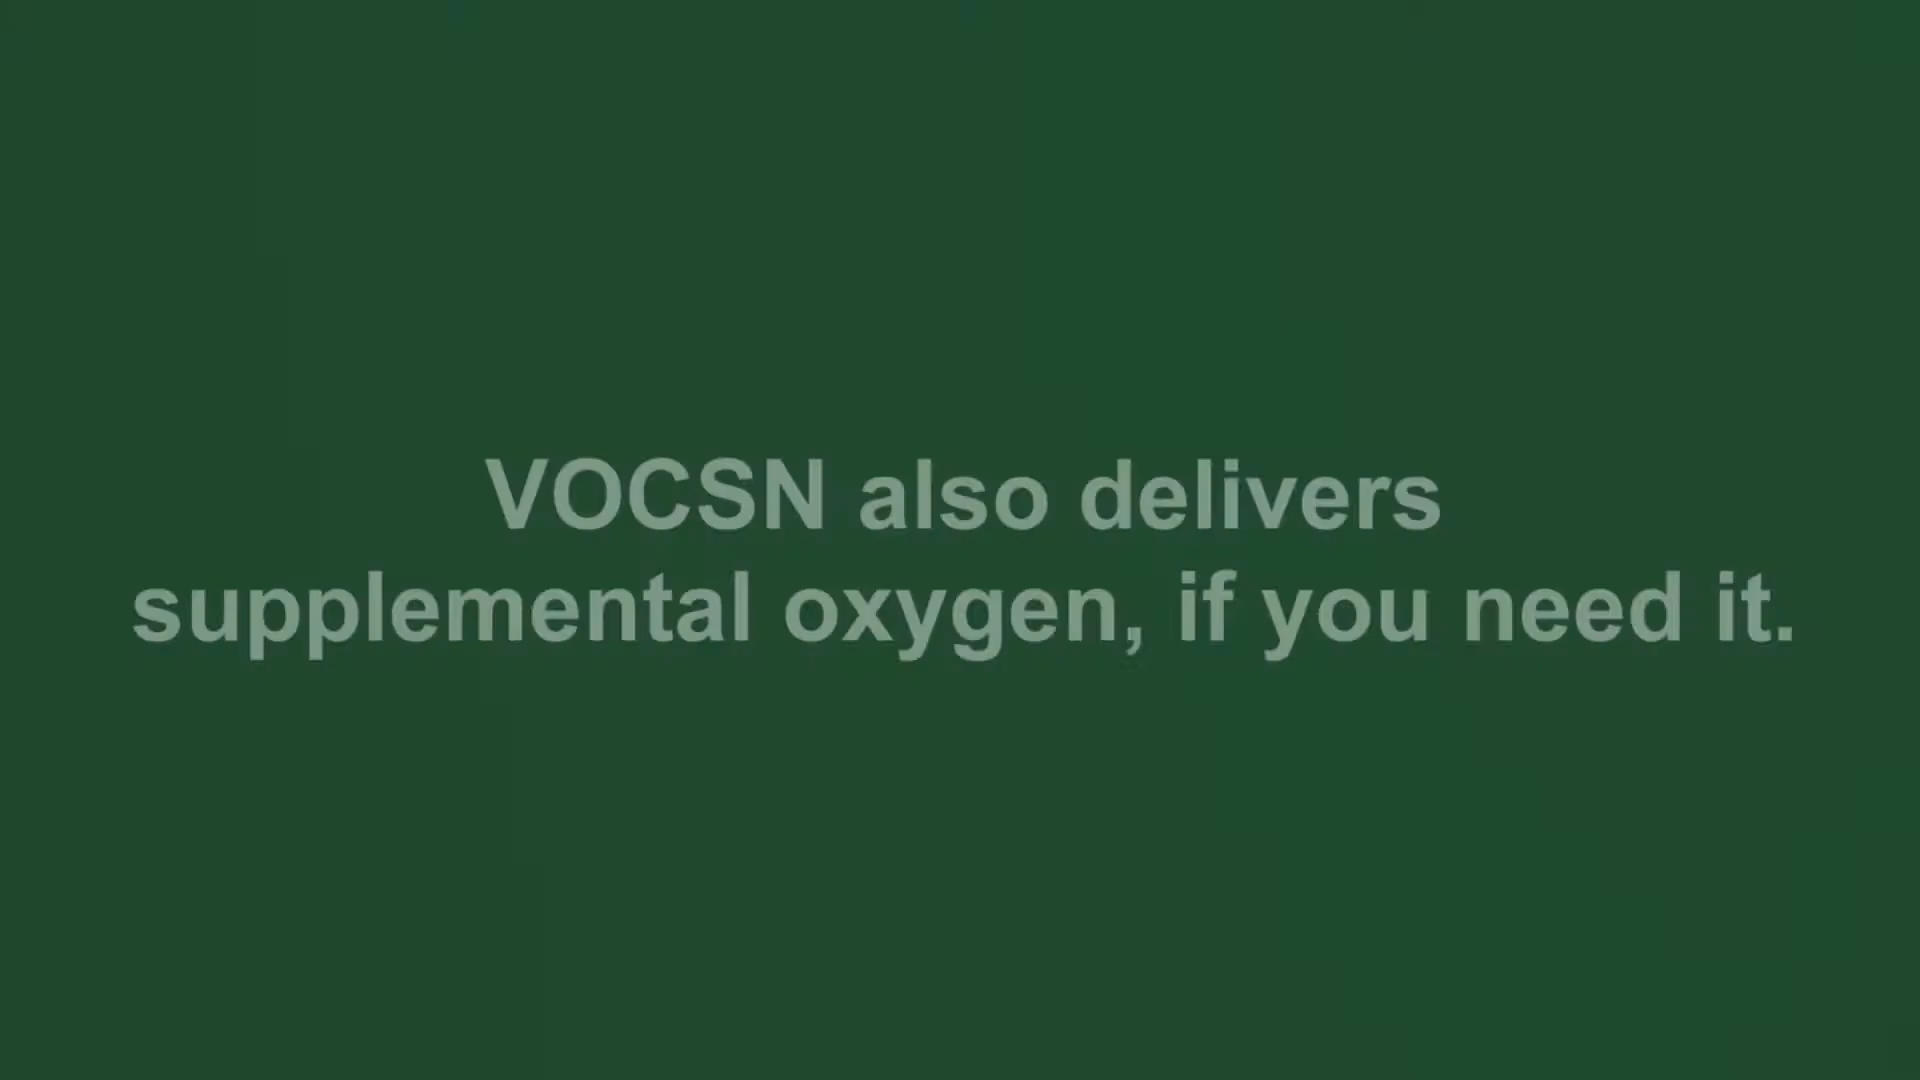 VOCSN also delivers
supplemental oxygen, if you need it.